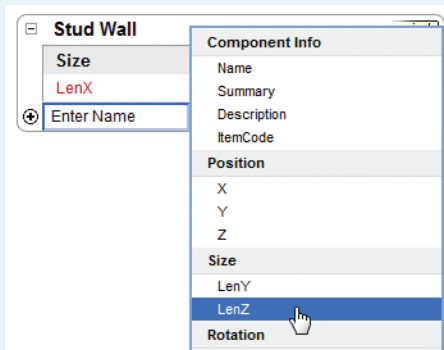 Stud Wall
Size
LenX
Enter Name
Component Info
Name
Summary
Description
ItemCode
Position
X
Y
Z
Size
LenY
LenZ
Rotation